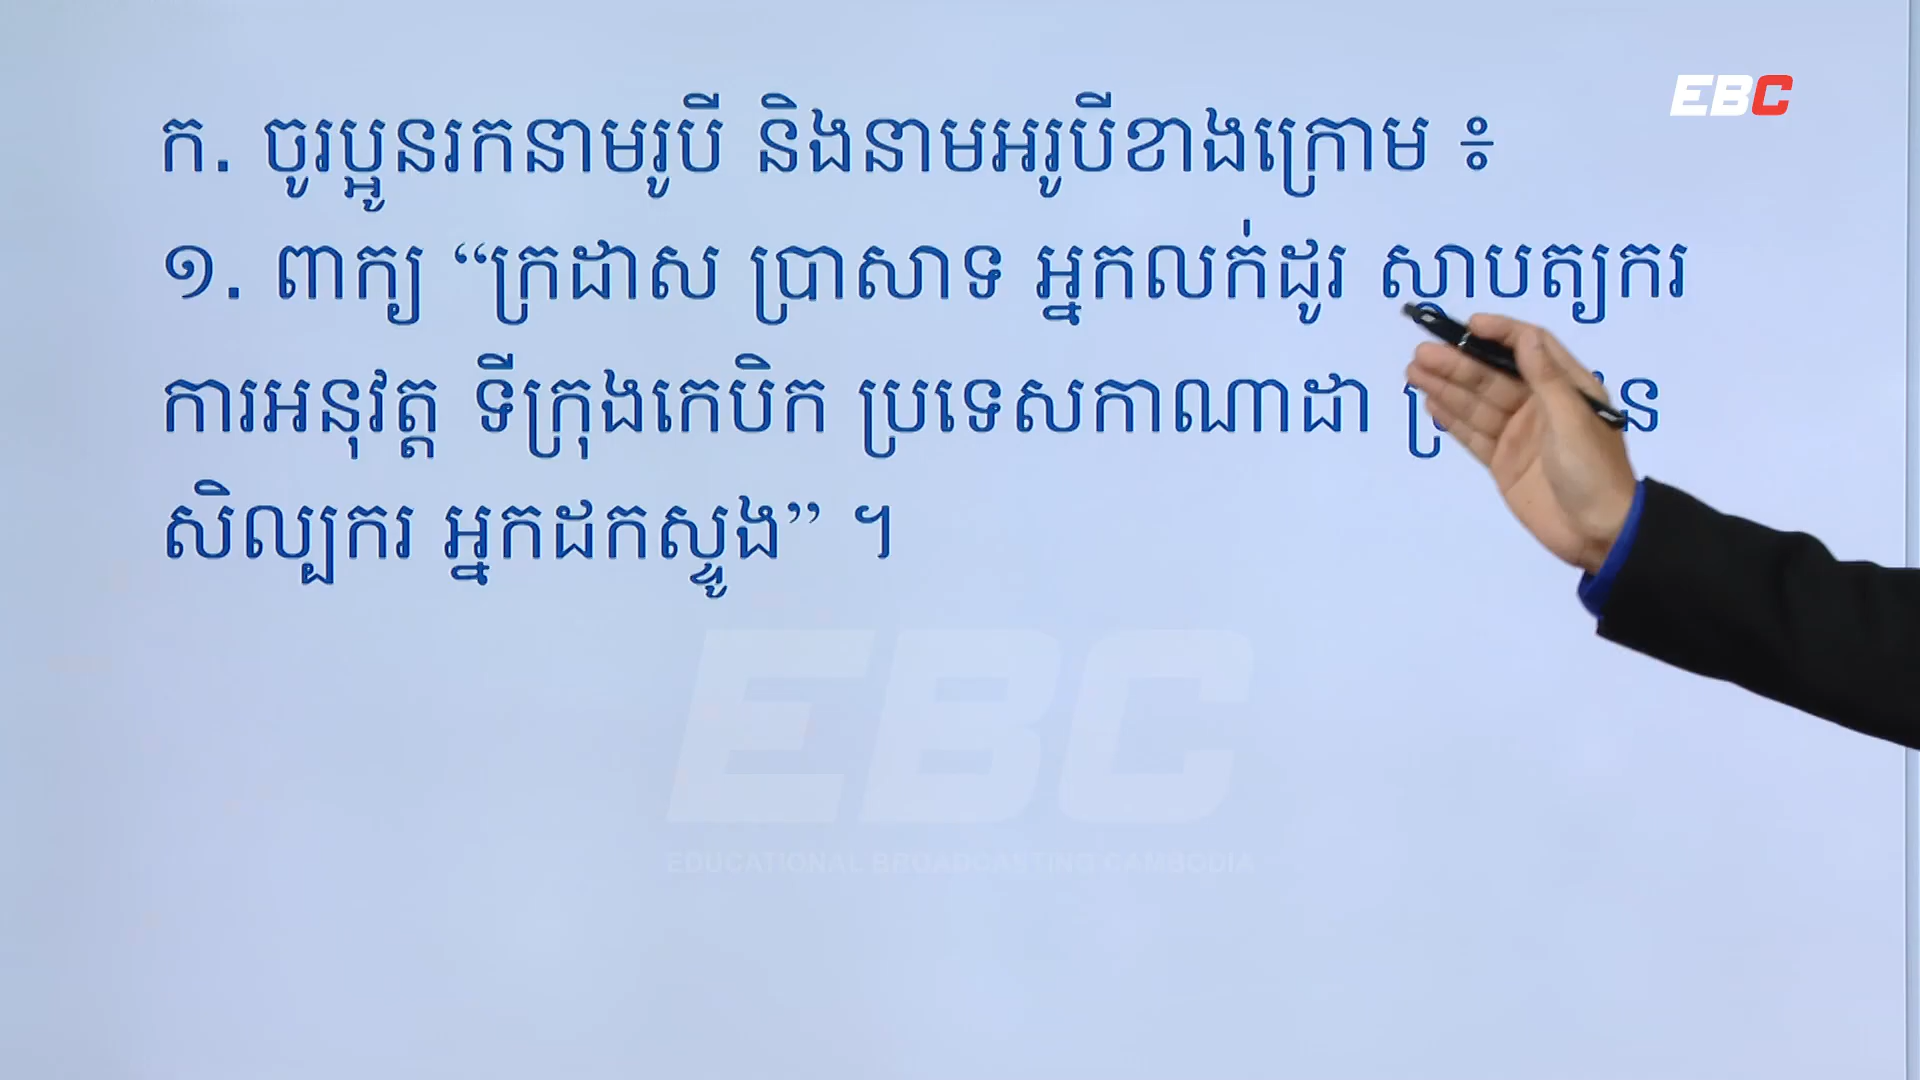 EBC
ក. ចូរប្អូនរកនាមរូបី និងនាមអរូបីខាងក្រោម ៖
១. ពាក្យ “ក្រដាស ប្រាសាទ អ្នកលក់ដូរ ស្ថាបត្យករ
ការអនុវត្ត ទីក្រុងកេបិក ប្រទេសកាណាដា
សិល្បករ អ្នកដកស្ទូង” ។
EBC
EDUCATIONAL BROADCASTING CAMBODIA